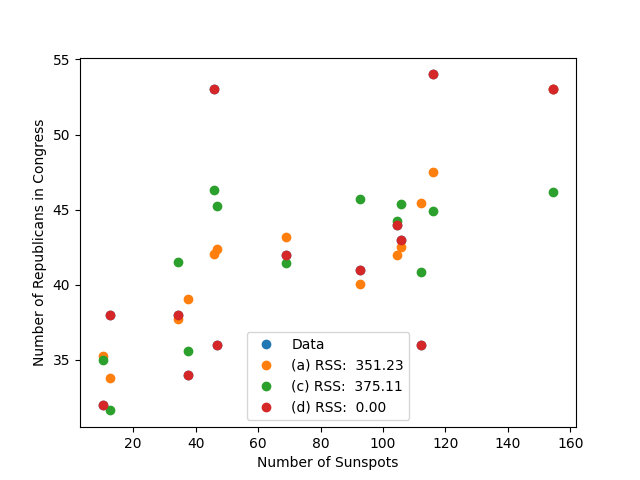 55
50
45
40
35
20
40
60
80
100
120
140
160
Number of Republicans in Congress
Number of Sunspots
Data
(a) RSS:  351.23
(c) RSS:  375.11
(d) RSS:  0.00